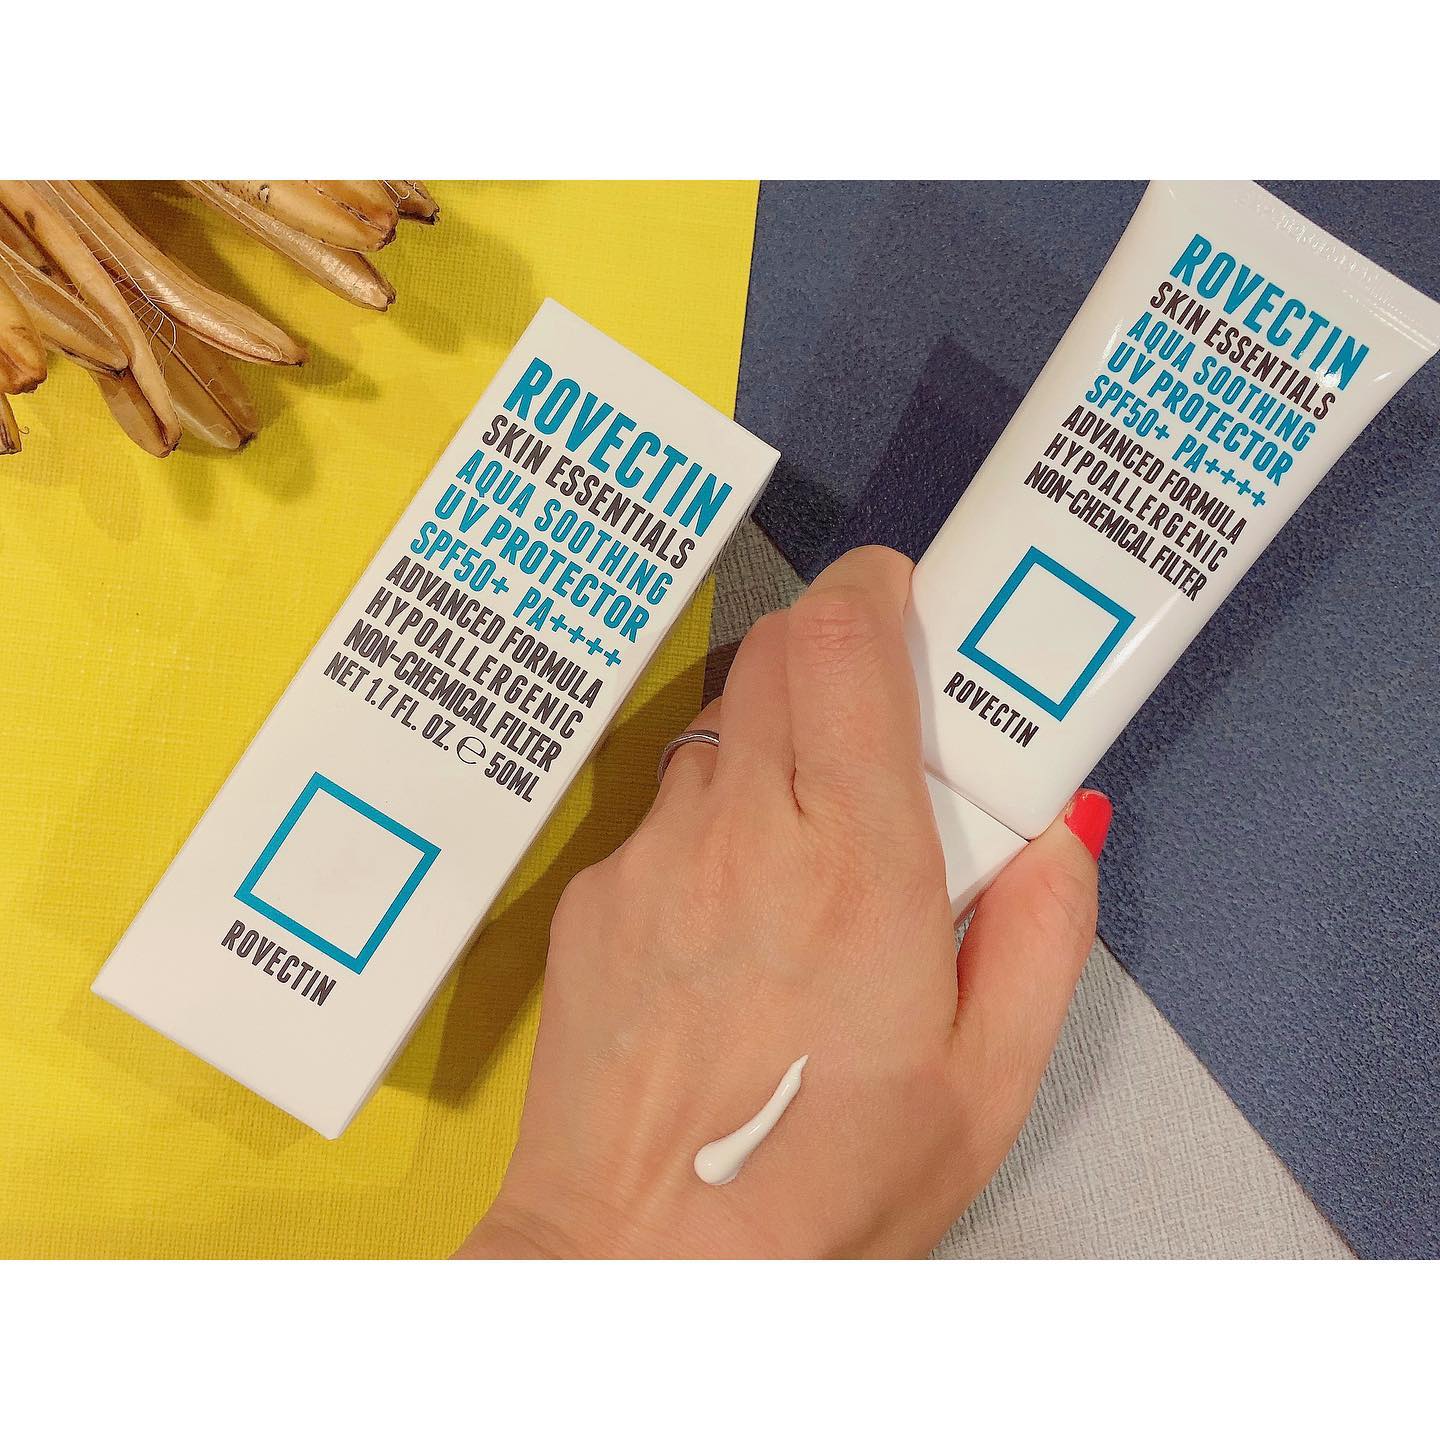 ROVECTIN
SKIN ESSENTIALS
AQUA SOOTHING
UV PROTECTOR
SPF50+ PA++++
ADVANCED FORMULA
HYPOALLERGENIC
NON-CHEMICAL FILTER
NET 1.7 FL. OZ. ℮ 50ML
ROVECTIN
ROVECTIN
SKIN ESSENTIALS
AQUA SOOTHING
UV PROTECTOR
SPF50+ PA++++
ADVANCED FORMULA
HYPOALLERGENIC
NON-CHEMICAL FILTER
ROVECTIN